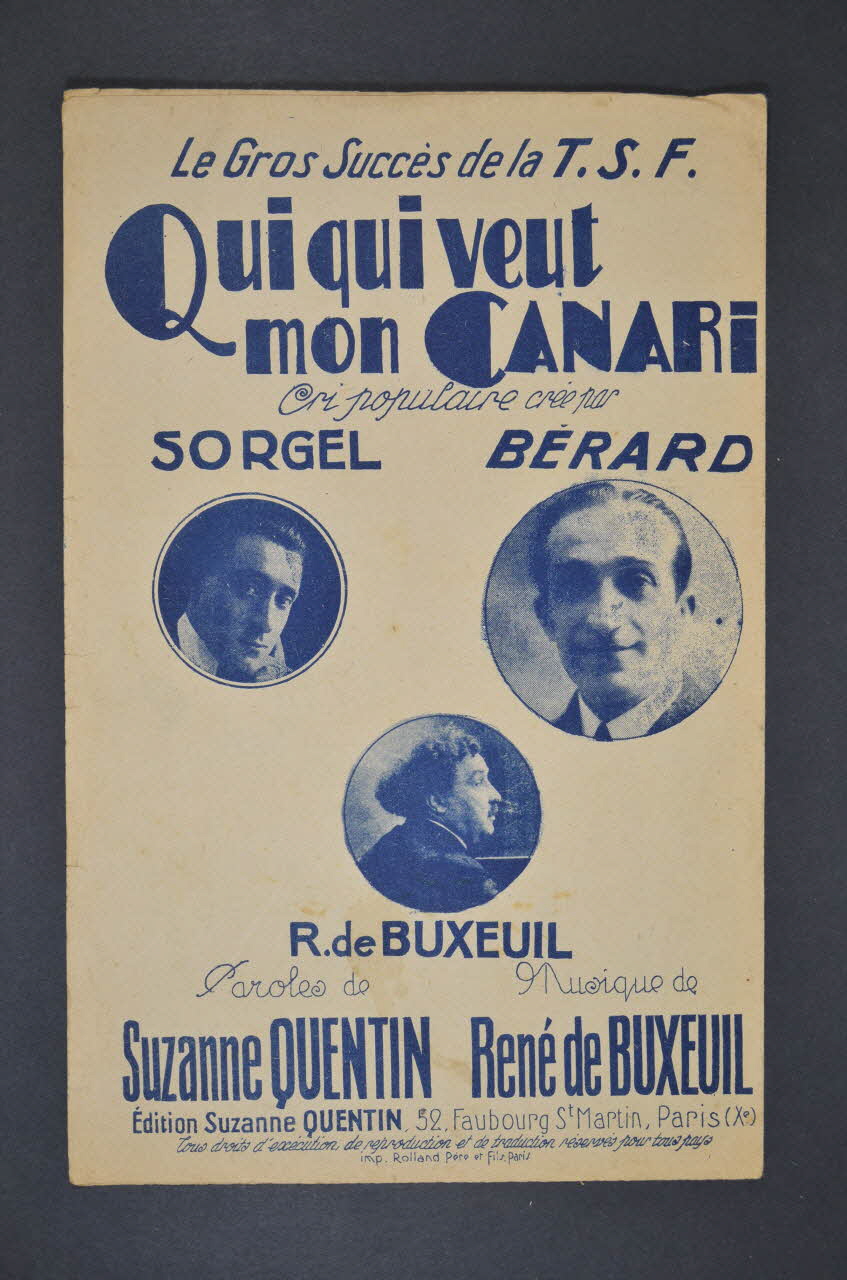 Le Gros Succès de la T. S. F.
Qui qui veut
mon CANARi
Cri populaire créé par
SORGEL BÉRARD
R. de BUXEUIL
Paroles de Musique de
Suzanne QUENTIN René de BUXEUIL
Édition Suzanne QUENTIN, 52, Faubourg St Martin, Paris (Xe)
Tous droits d'exécution, de reproduction et de traduction réservés pour tous pays
imp. Rolland Père et Fils, Paris